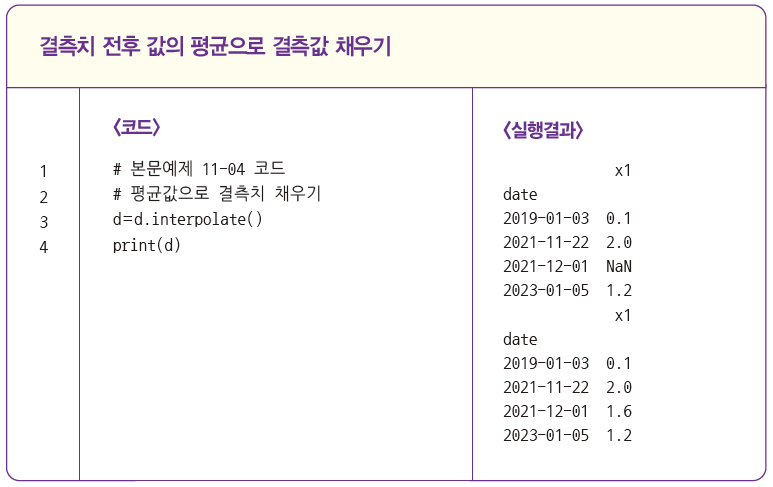 결측치 전후 값의 평균으로 결측값 채우기
<코드>
1 # 본문예제 11-04 코드
2 # 평균값으로 결측치 채우기
3 d=d.interpolate()
4 print(d)
<실행결과>
x1
date
2019-01-03 0.1
2021-11-22 2.0
2021-12-01 NaN
2023-01-05 1.2
x1
date
2019-01-03 0.1
2021-11-22 2.0
2021-12-01 1.6
2023-01-05 1.2